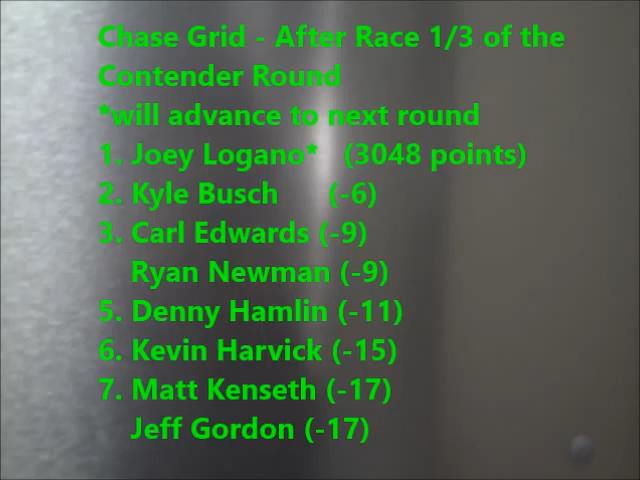 Chase Grid - After Race 1/3 of the
Contender Round
*will advance to next round
1. Joey Logano* (3048 points)
2. Kyle Busch (-6)
3. Carl Edwards (-9)
Ryan Newman (-9)
5. Denny Hamlin (-11)
6. Kevin Harvick (-15)
7. Matt Kenseth (-17)
Jeff Gordon (-17)